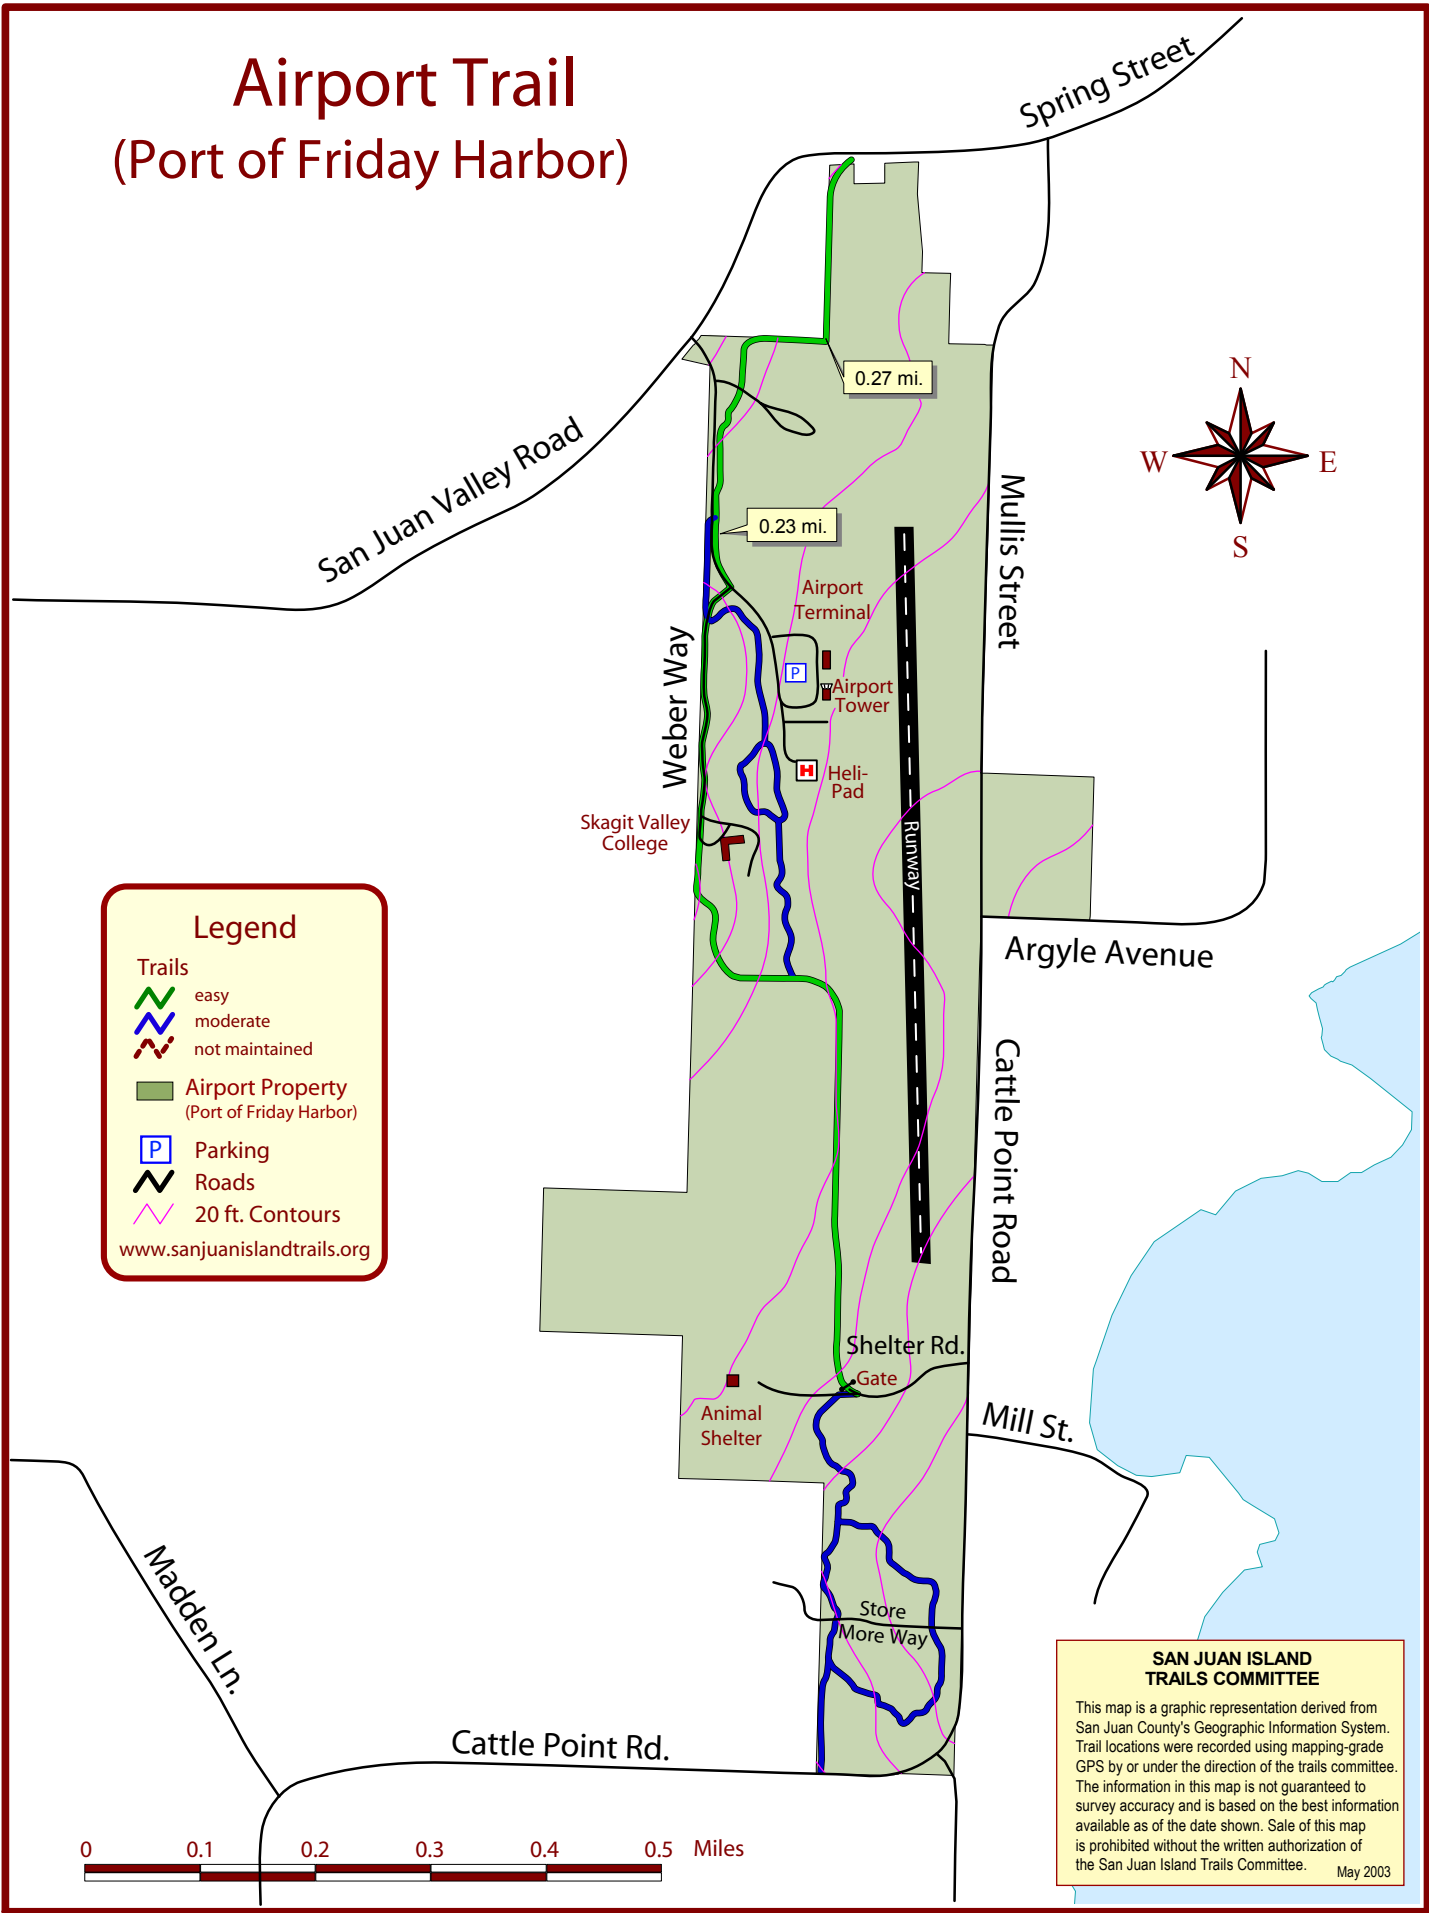 Airport Trail
(Port of Friday Harbor)
Spring Street
0.27 mi.
N
W
E
S
San Juan Valley Road
0.23 mi.
Mullis Street
Airport
Terminal
P
Airport
Tower
Weber Way
H
Heli-
Pad
Skagit Valley
College
Runway
Argyle Avenue
Legend
Trails
easy
moderate
not maintained
Airport Property
(Port of Friday Harbor)
P
Parking
Roads
20 ft. Contours
www.sanjuanislandtrails.org
Cattle Point Road
Shelter Rd.
Gate
Animal
Shelter
Mill St.
Madden Ln.
Store
More Way
Cattle Point Rd.
SAN JUAN ISLAND
TRAILS COMMITTEE
This map is a graphic representation derived from
San Juan County's Geographic Information System.
Trail locations were recorded using mapping-grade
GPS by or under the direction of the trails committee.
The information in this map is not guaranteed to
survey accuracy and is based on the best information
available as of the date shown. Sale of this map
is prohibited without the written authorization of
the San Juan Island Trails Committee.
May 2003
0 0.1 0.2 0.3 0.4 0.5 Miles